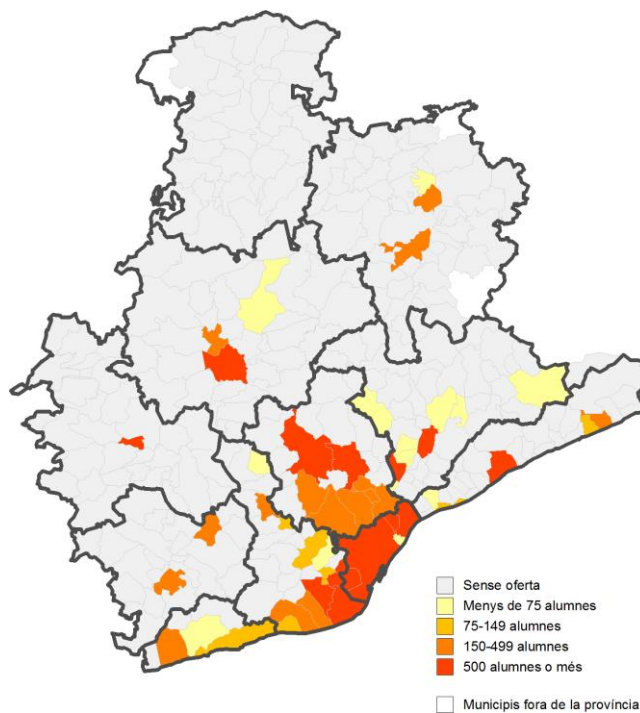 Sense oferta
Menys de 75 alumnes
75-149 alumnes
150-499 alumnes
500 alumnes o més
Municipis fora de la província